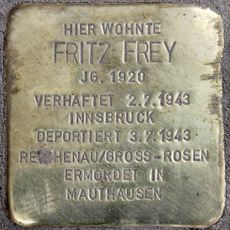 HIER WOHNTE
FRITZ FREY
JG. 1920
VERHAFTET 2.7.1943
INNSBRUCK
DEPORTIERT 3.7.1943
REICHENAU/GROSS-ROSEN
ERMORDET IN
MAUTHAUSEN